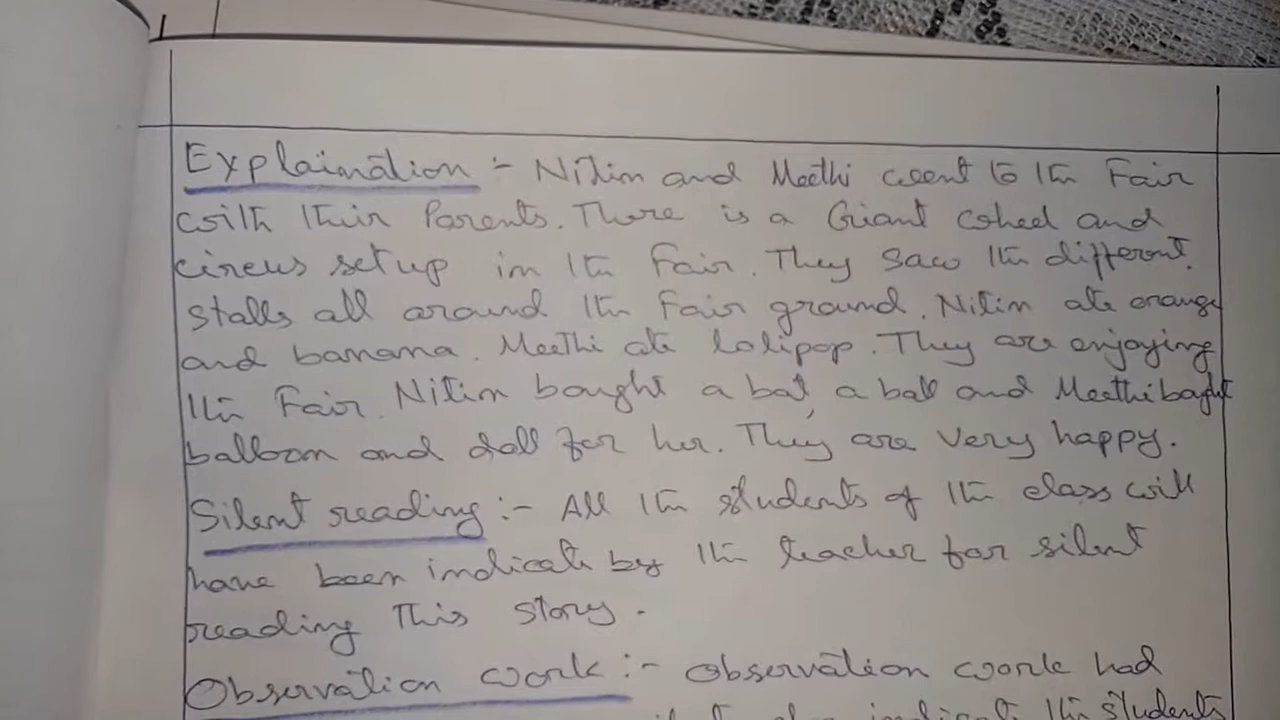 Explaination :- Nitin and Meethi went to the Fair
with their Parents. There is a Giant wheel and
circus setup in the Fair. They saw the different
stalls all around the Fair ground. Nitin ate orange
and banana. Meethi ate lolipop. They are enjoying
the Fair. Nitin bought a bat, a ball and Meethi baght
balloon and doll for her. They are very happy.
Silent reading :- All the students of the class will
have been indicate by the teacher for silent
reading This story.
Observation work :- Observation work had
indicate the students